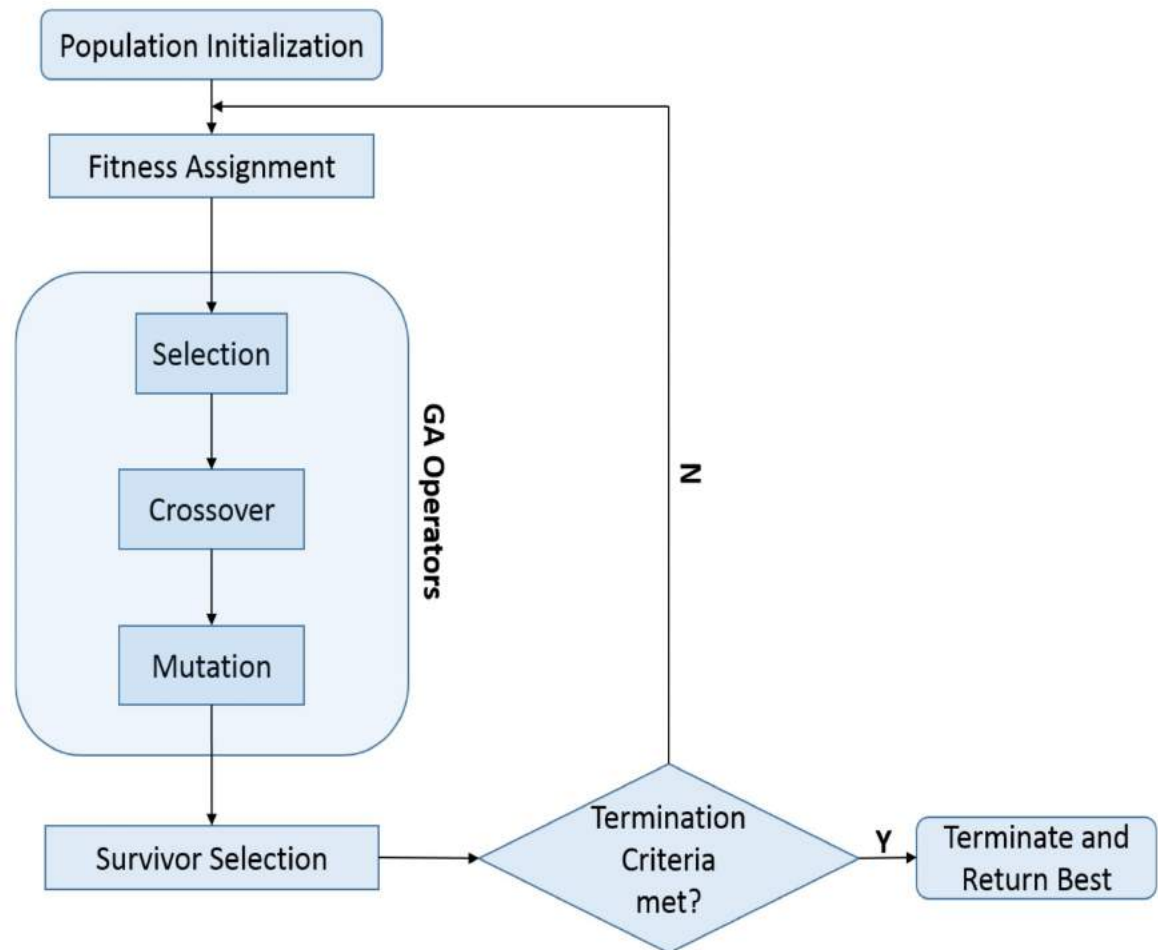 Population Initialization
Fitness Assignment
Selection
Crossover
Mutation
GA Operators
N
Survivor Selection
Termination
Criteria
met?
Y
Terminate and
Return Best